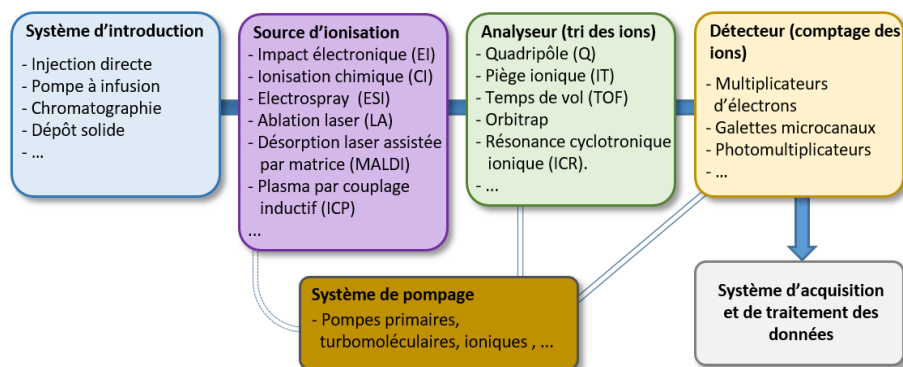 Système d'introduction
- Injection directe
- Pompe à infusion
- Chromatographie
- Dépôt solide
- ...
Source d'ionisation
- Impact électronique (EI)
- Ionisation chimique (CI)
- Electrospray (ESI)
- Ablation laser (LA)
- Désorption laser assistée
par matrice (MALDI)
- Plasma par couplage
inductif (ICP)
...
Analyseur (tri des ions)
- Quadripôle (Q)
- Piège ionique (IT)
- Temps de vol (TOF)
- Orbitrap
- Résonance cyclotronique
ionique (ICR).
- ...
Détecteur (comptage des
ions)
- Multiplicateurs
d'électrons
- Galettes microcanaux
- Photomultiplicateurs
- ...
Système de pompage
- Pompes primaires,
turbomoléculaires, ioniques , ...
Système d'acquisition
et de traitement des
données